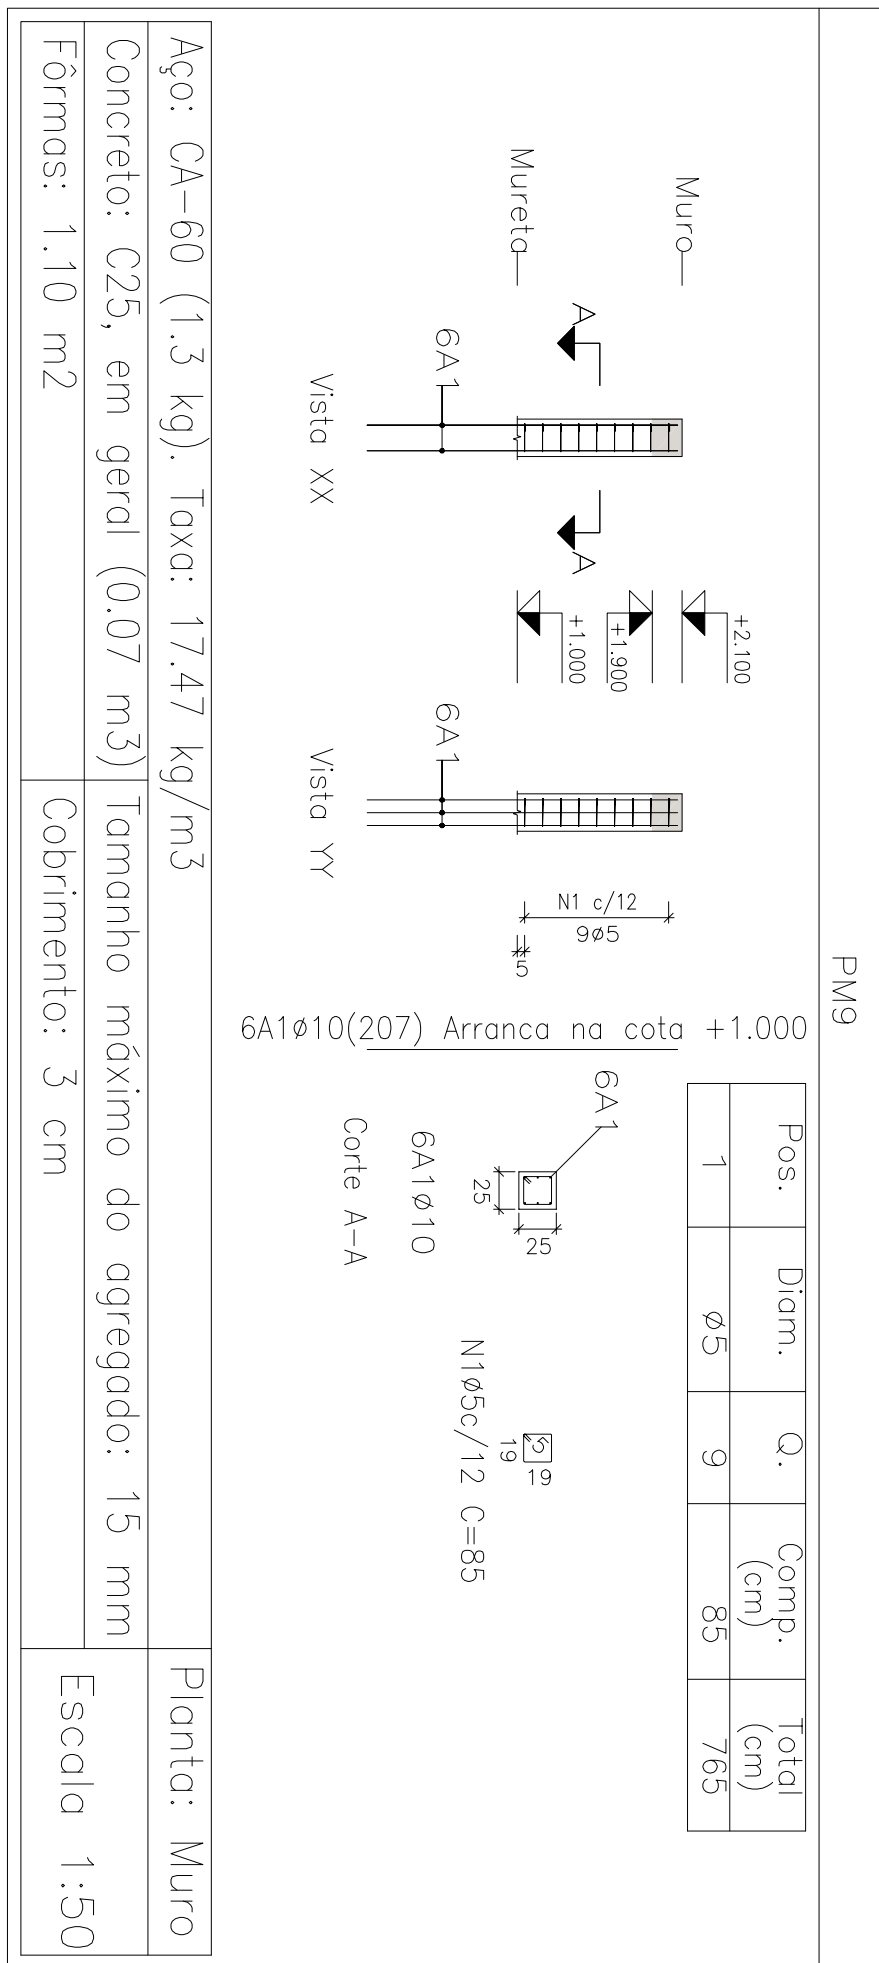 PM9
Pos. Diam. Q. Comp. (cm) Total (cm)
1 ø5 9 85 765
Muro
Mureta
A
A
6A1
Vista XX
+2.100
+1.900
+1.000
6A1
Vista YY
N1 c/12
9ø5
5
6A1ø10(207) Arranca na cota +1.000
6A1
25
25
6A1ø10
Corte A-A
5
19
19
N1ø5c/12 C=85
Aço: CA-60 (1.3 kg). Taxa: 17.47 kg/m3
Planta: Muro
Concreto: C25, em geral (0.07 m3)
Tamanho máximo do agregado: 15 mm
Fôrmas: 1.10 m2
Cobrimento: 3 cm
Escala 1:50